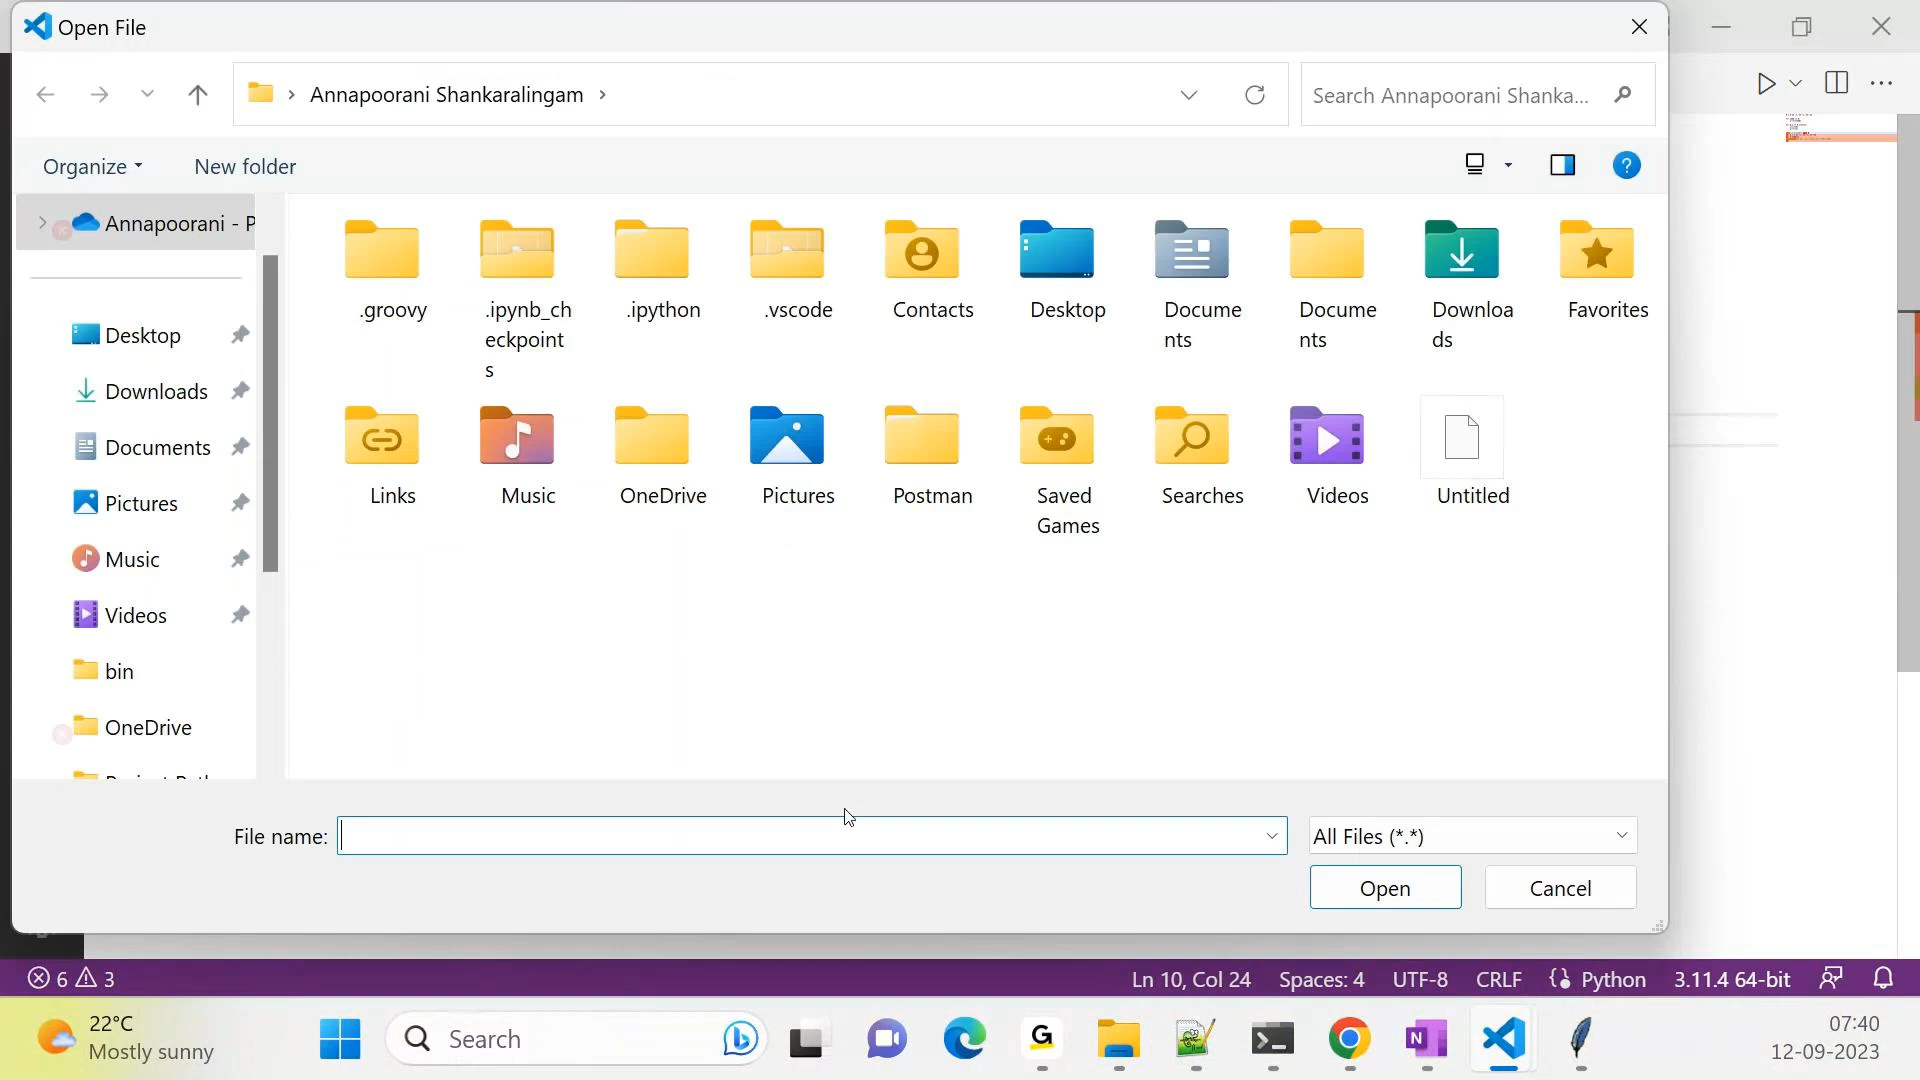 Open File
Annapoorani Shankaralingam
Search Annapoorani Shanka...
Organize
New folder
?
Annapoorani - P
Desktop
Downloads
Documents
Pictures
Music
Videos
bin
OneDrive
.groovy
.ipynb_ch
eckpoint
s
.ipython
.vscode
Contacts
Desktop
Docume
nts
Docume
nts
Downloa
ds
Favorites
Links
Music
OneDrive
Pictures
Postman
Saved
Games
Searches
Videos
Untitled
File name:
All Files (*.*)
Open
Cancel
6 3
Ln 10, Col 24
Spaces: 4
UTF-8
CRLF
Python
3.11.4 64-bit
22°C
Mostly sunny
Search
G
N
07:40
12-09-2023